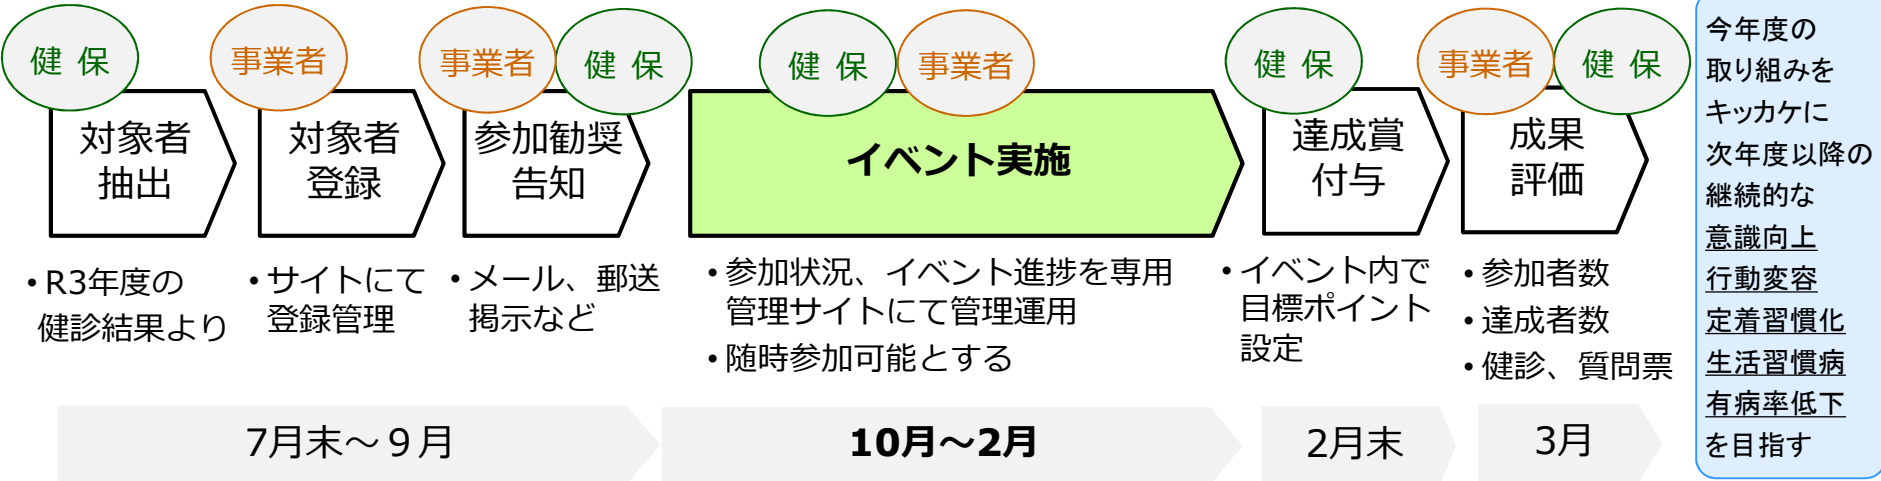 健 保
対象者
抽出
・R3年度の
健診結果より
事業者
対象者
登録
・サイトにて
登録管理
事業者
健 保
参加勧奨
告知
・メール、郵送
掲示など
健 保
事業者
イベント実施
・参加状況、イベント進捗を専用
管理サイトにて管理運用
・随時参加可能とする
健 保
達成賞
付与
・イベント内で
目標ポイント
設定
事業者
健 保
成果
評価
・参加者数
・達成者数
・健診、質問票
7月末～９月
10月～2月
2月末
3月
今年度の
取り組みを
キッカケに
次年度以降の
継続的な
意識向上
行動変容
定着習慣化
生活習慣病
有病率低下
を目指す